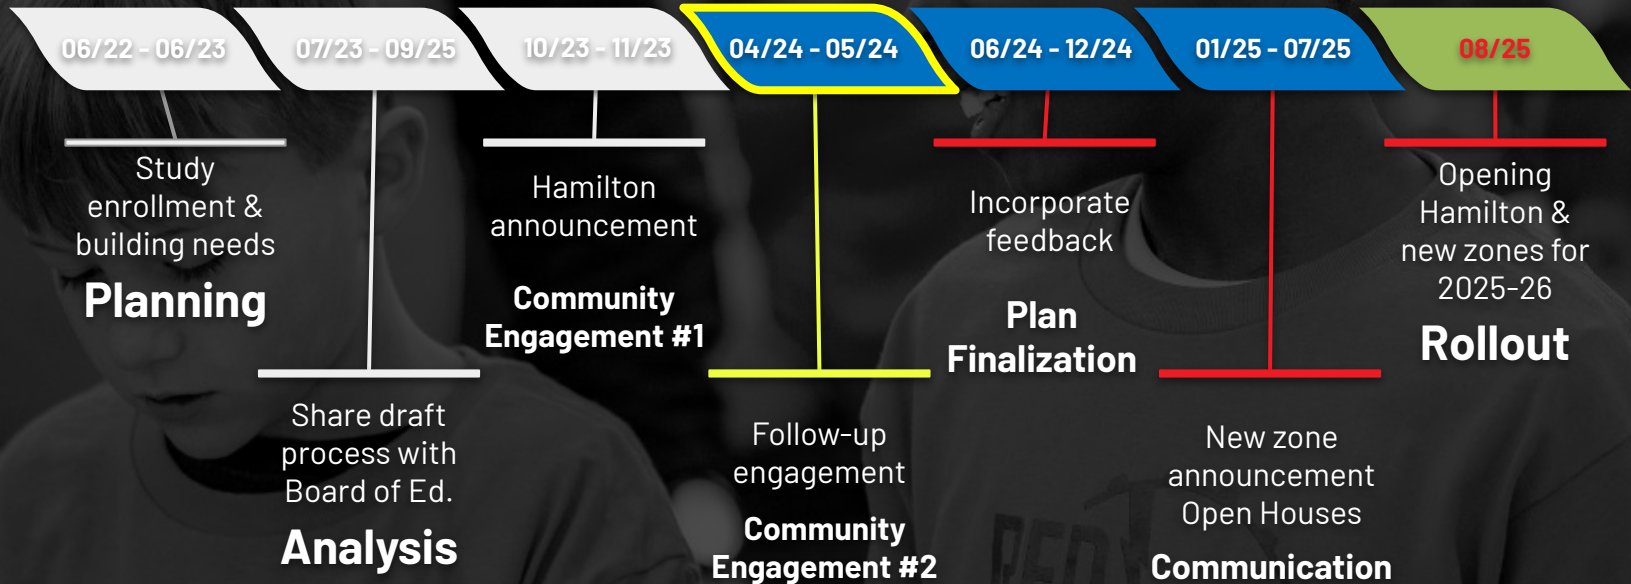 06/22 - 06/23
07/23 - 09/25
10/23 - 11/23
04/24 - 05/24
06/24 - 12/24
01/25 - 07/25
08/25
Study
enrollment &
building needs
Planning
Share draft
process with
Board of Ed.
Analysis
Hamilton
announcement
Community
Engagement #1
Follow-up
engagement
Community
Engagement #2
Incorporate
feedback
Plan
Finalization
New zone
announcement
Open Houses
Communication
Opening
Hamilton &
new zones for
2025-26
Rollout